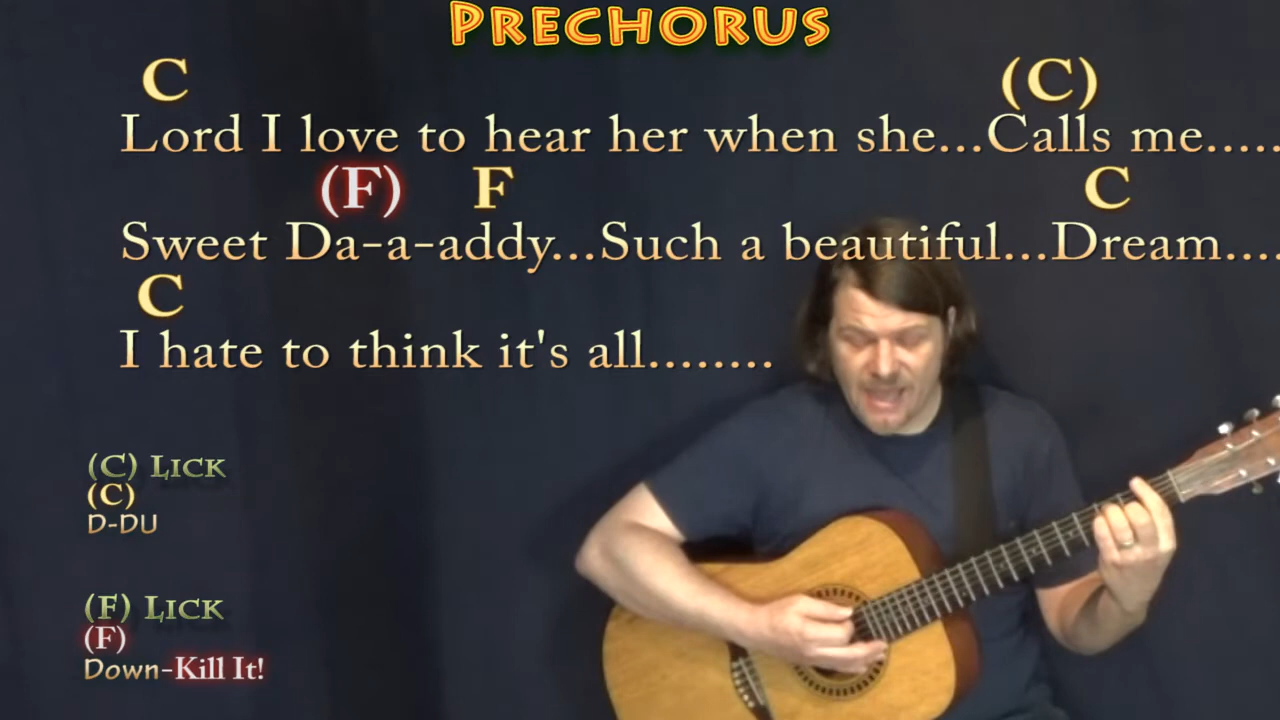 PRECHORUS
C (C)
Lord I love to hear her when she...Calls me.....
(F) F C
Sweet Da-a-addy...Such a beautiful...Dream....
C
I hate to think it's all........
(C) LICK
(C)
D-DU
(F) LICK
(F)
Down-Kill It!